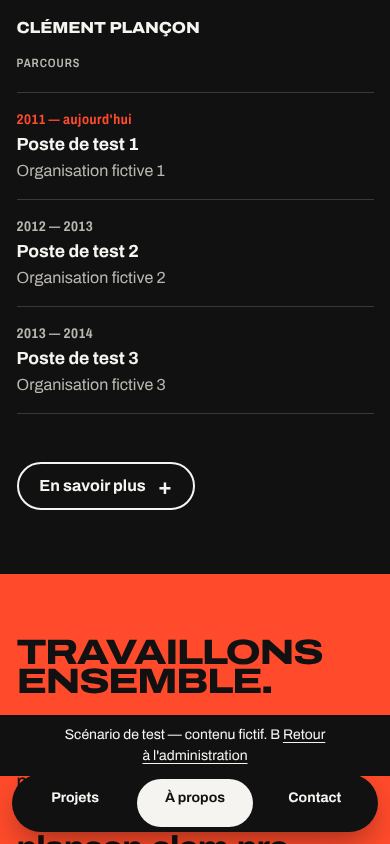 CLÉMENT PLANÇON
PARCOURS
2011 — aujourd'hui
Poste de test 1
Organisation fictive 1
2012 — 2013
Poste de test 2
Organisation fictive 2
2013 — 2014
Poste de test 3
Organisation fictive 3
En savoir plus +
TRAVAILLONS
ENSEMBLE.
Scénario de test — contenu fictif. B Retour
à l'administration
Projets À propos Contact